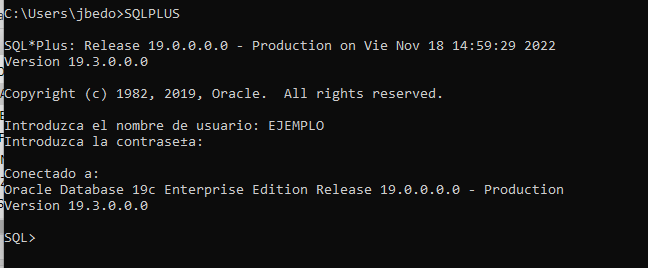 C:\Users\jbedo>SQLPLUS
SQL*Plus: Release 19.0.0.0.0 - Production on Vie Nov 18 14:59:29 2022
Version 19.3.0.0.0
Copyright (c) 1982, 2019, Oracle.  All rights reserved.
Introduzca el nombre de usuario: EJEMPLO
Introduzca la contrase±a:
Conectado a:
Oracle Database 19c Enterprise Edition Release 19.0.0.0.0 - Production
Version 19.3.0.0.0
SQL>